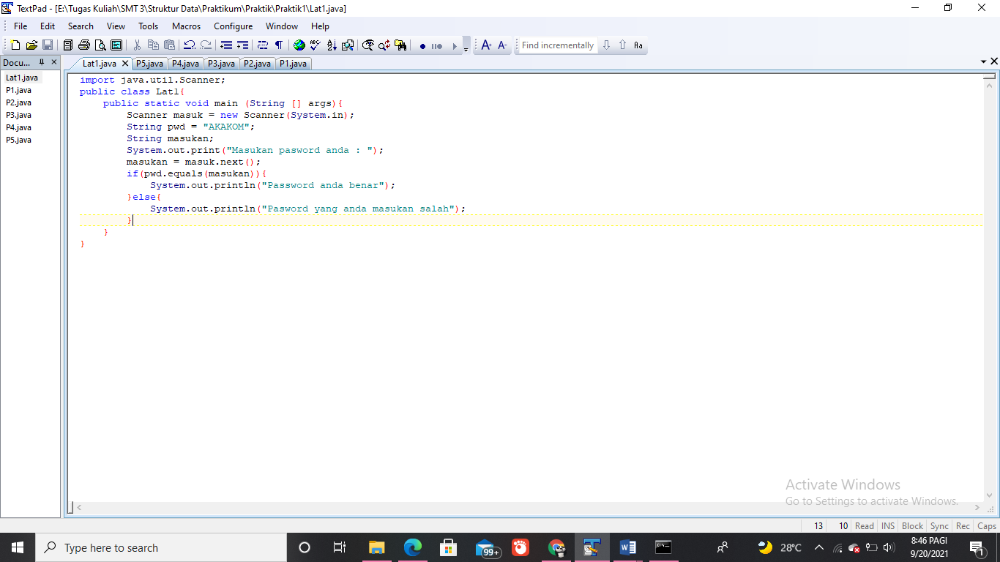 TextPad - [E:\Tugas Kuliah\SMT 3\Struktur Data\Praktikum\Praktik\Praktik1\Lat1.java]
File Edit Search View Tools Macros Configure Window Help
Find incrementally Aa
Docu... Lat1.java P5.java P4.java P3.java P2.java P1.java
Lat1.java
P1.java
P2.java
P3.java
P4.java
P5.java
import java.util.Scanner;
public class Lat1{
    public static void main (String [] args){
        Scanner masuk = new Scanner(System.in);
        String pwd = "AKAKOM";
        String masukan;
        System.out.print("Masukan pasword anda : ");
        masukan = masuk.next();
        if(pwd.equals(masukan)){
            System.out.println("Password anda benar");
        }else{
            System.out.println("Pasword yang anda masukan salah");
        }
    }
}
Activate Windows
Go to Settings to activate Windows.
13 10 Read INS Block Sync Rec Caps
Type here to search 99+ 28°C 8:46 PAGI 1
9/20/2021